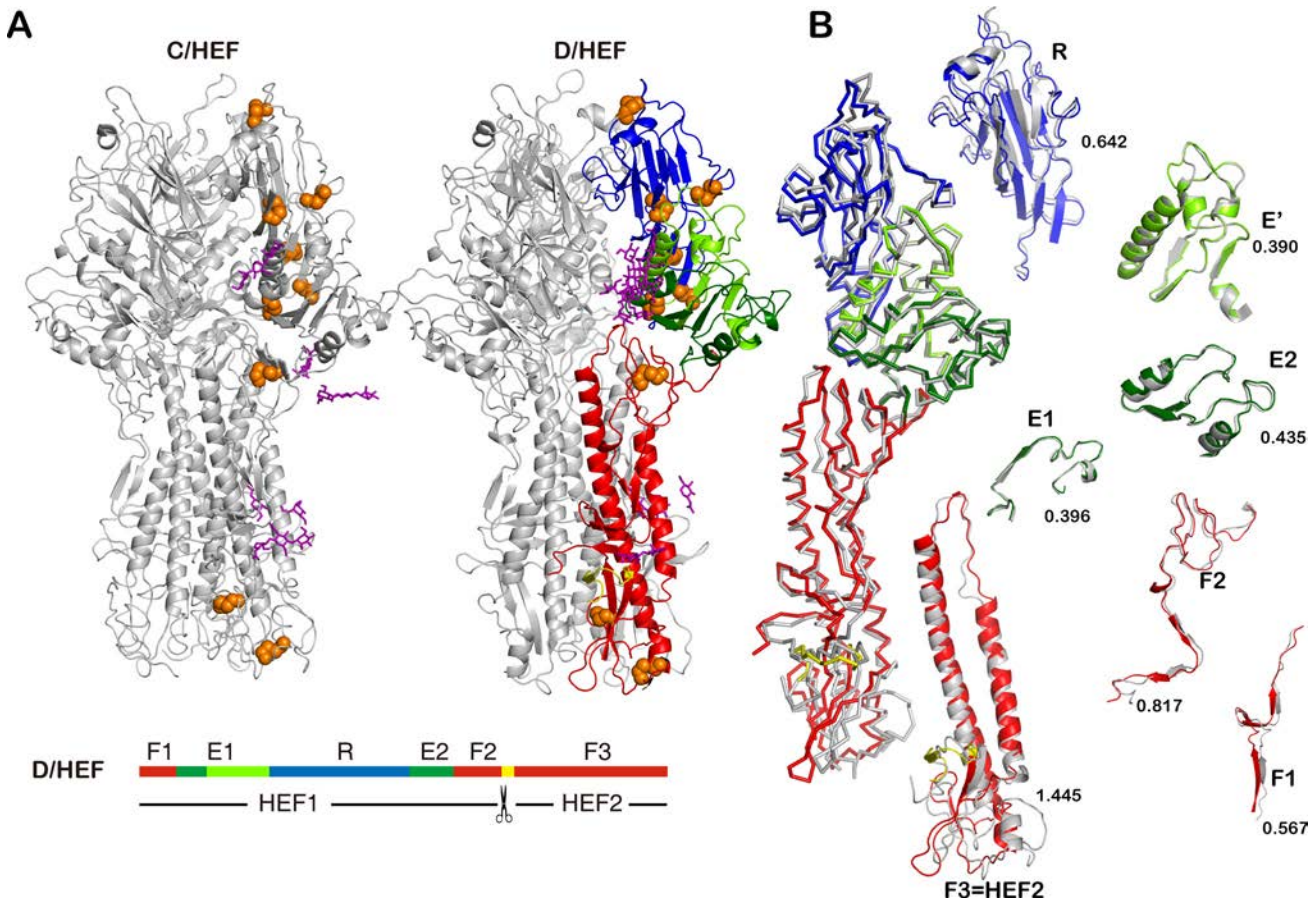 A
C/HEF
D/HEF
D/HEF
F1
E1
R
E2
F2
F3
HEF1
HEF2
B
R
0.642
E'
0.390
E2
0.435
E1
0.396
F2
0.817
F1
0.567
1.445
F3=HEF2